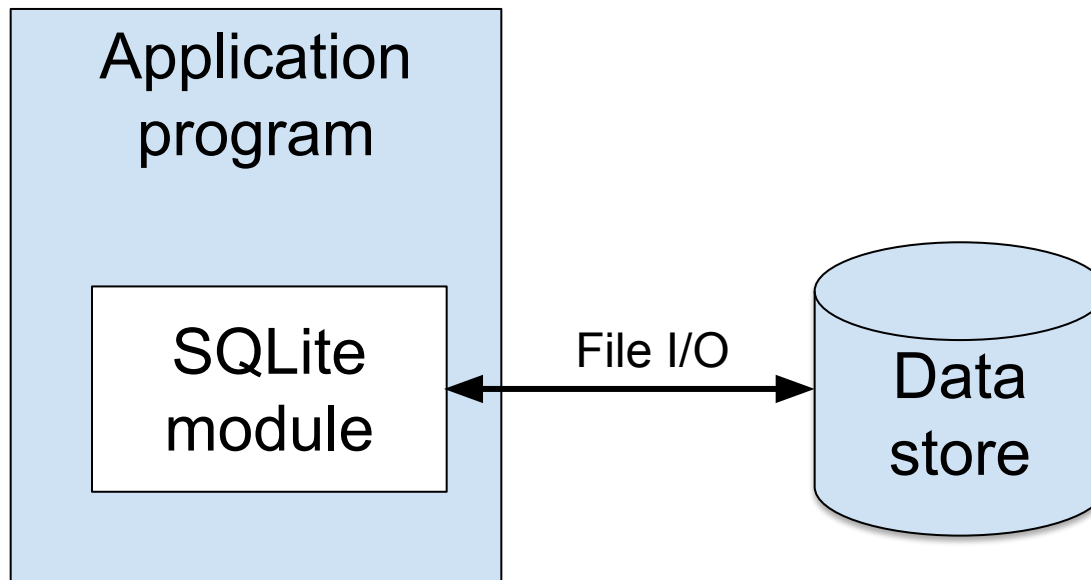 Application
program
SQLite
module
File I/O
Data
store